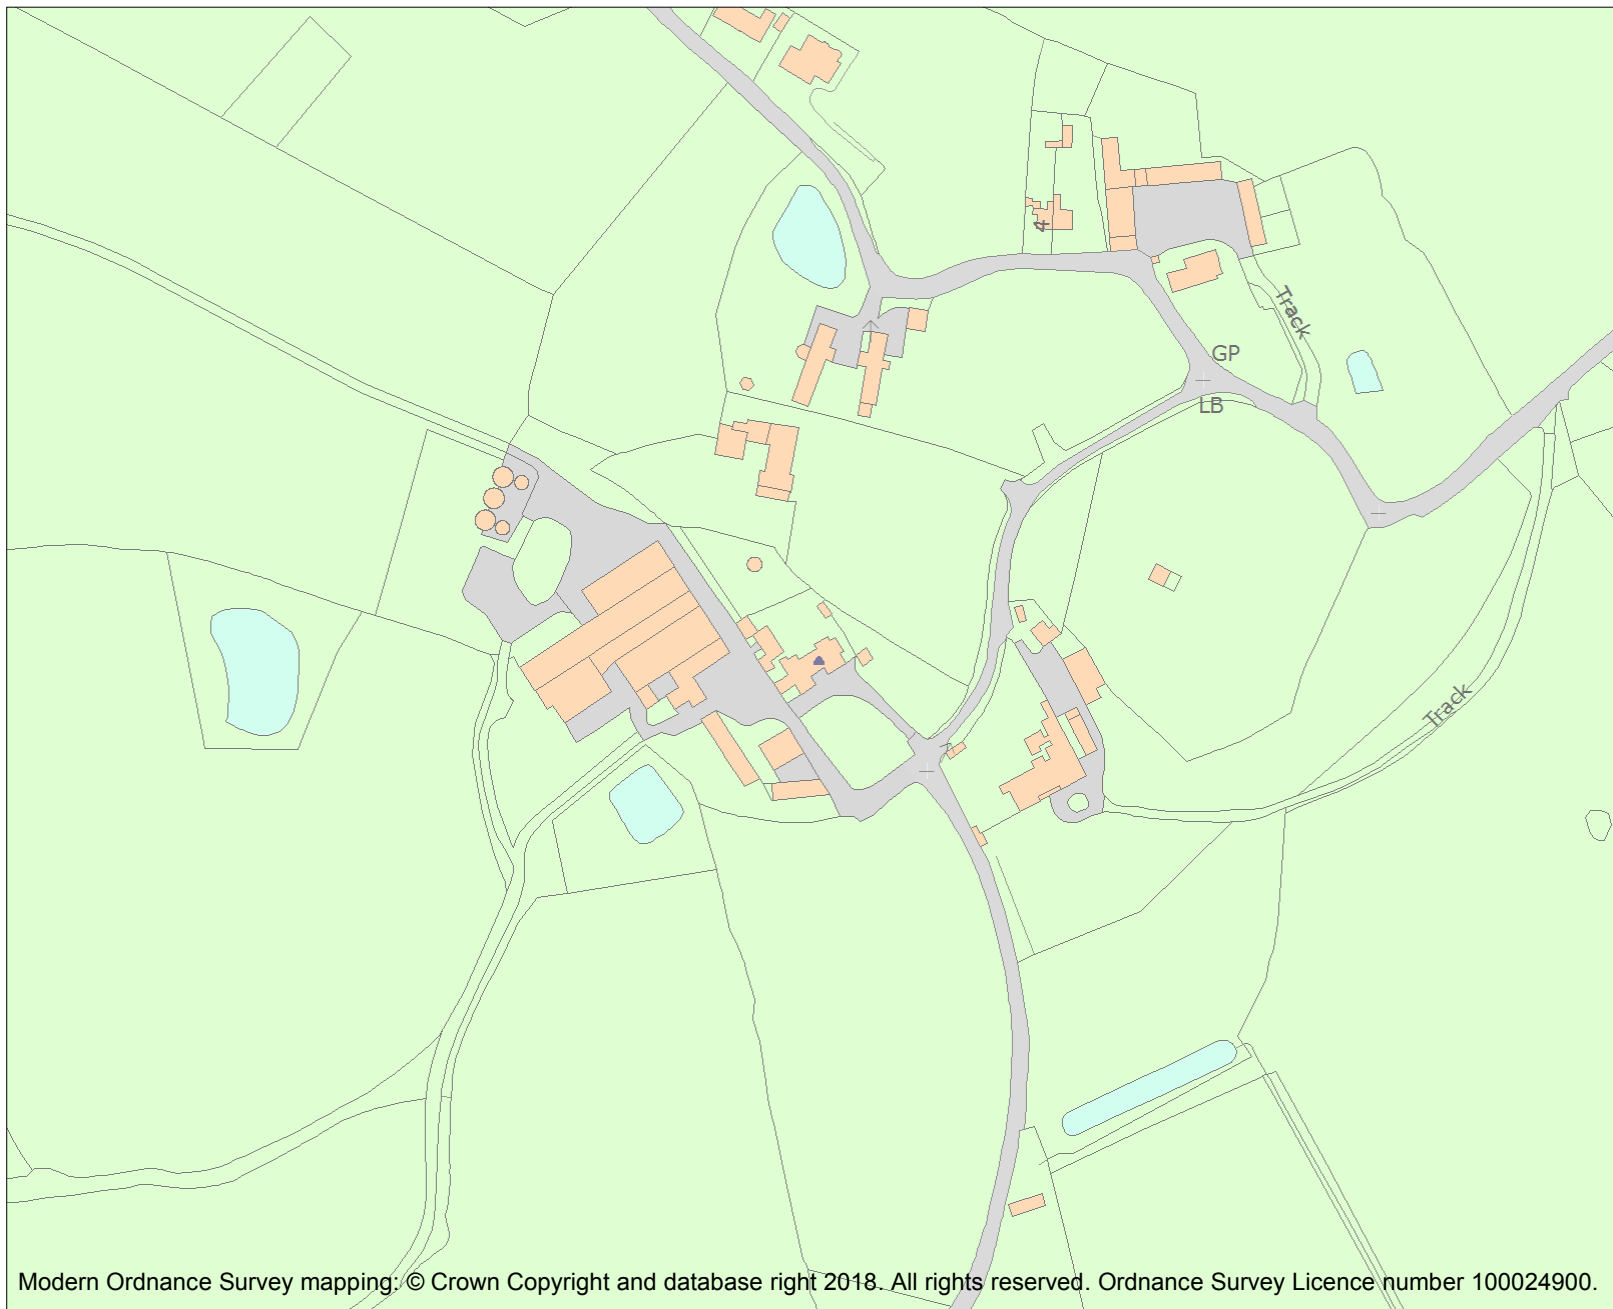 4
Track
GP
LB
Track
Modern Ordnance Survey mapping: © Crown Copyright and database right 2018. All rights reserved. Ordnance Survey Licence number 100024900.